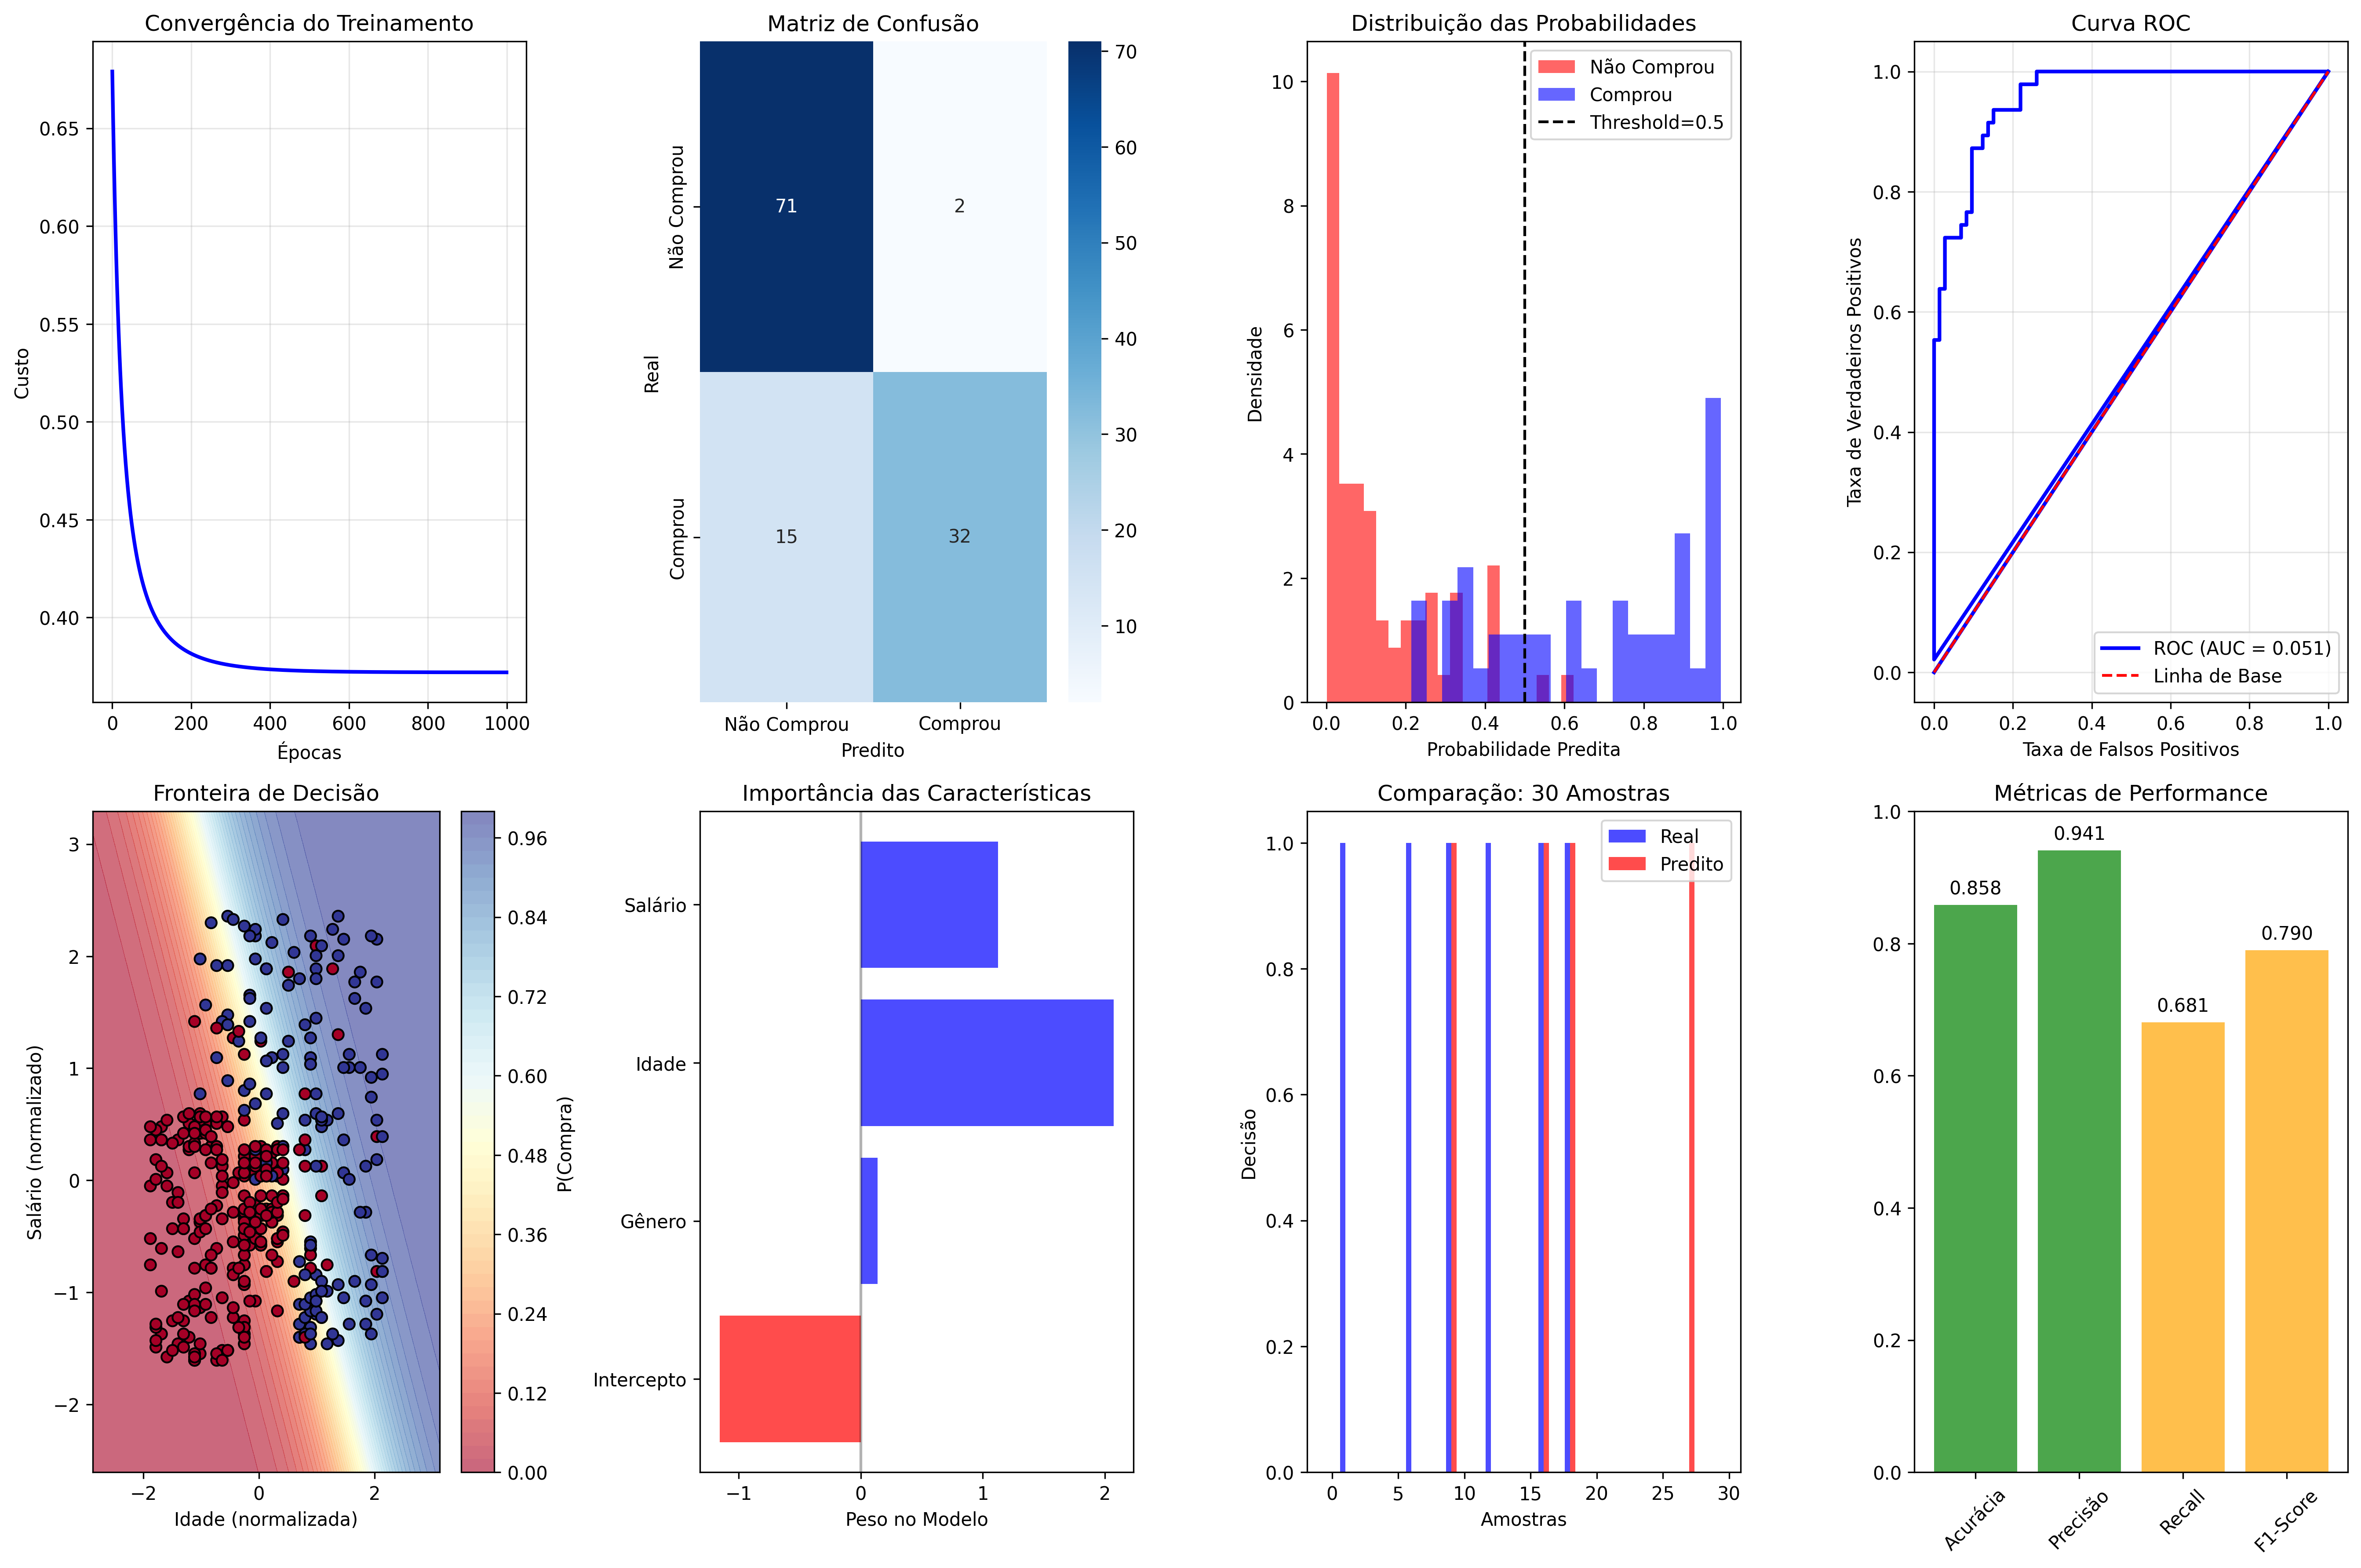 Convergência do Treinamento
0.65
0.60
0.55
0.50
0.45
0.40
Custo
0 200 400 600 800 1000
Épocas
Matriz de Confusão
Não Comprou
Comprou
Real
71 2
15 32
Não Comprou Comprou
Predito
70
60
50
40
30
20
10
Distribuição das Probabilidades
Não Comprou
Comprou
Threshold=0.5
10
8
6
4
2
0
Densidade
0.0 0.2 0.4 0.6 0.8 1.0
Probabilidade Predita
Curva ROC
1.0
0.8
0.6
0.4
0.2
0.0
Taxa de Verdadeiros Positivos
ROC (AUC = 0.051)
Linha de Base
0.0 0.2 0.4 0.6 0.8 1.0
Taxa de Falsos Positivos
Fronteira de Decisão
3
2
1
0
−1
−2
Salário (normalizado)
−2 0 2
Idade (normalizada)
0.96
0.84
0.72
0.60
0.48
0.36
0.24
0.12
0.00
P(Compra)
Importância das Características
Salário
Idade
Gênero
Intercepto
−1 0 1 2
Peso no Modelo
Comparação: 30 Amostras
Real
Predito
1.0
0.8
0.6
0.4
0.2
0.0
Decisão
0 5 10 15 20 25 30
Amostras
Métricas de Performance
1.0
0.8
0.6
0.4
0.2
0.0
0.858
0.941
0.681
0.790
Acurácia
Precisão
Recall
F1-Score